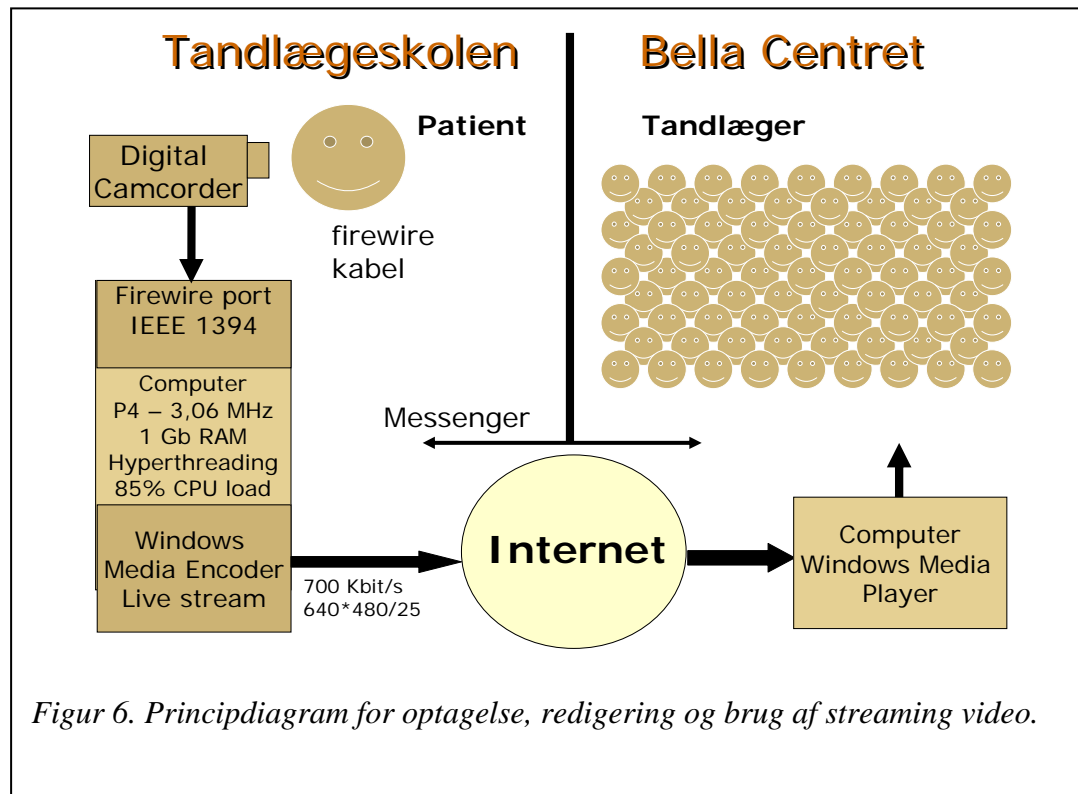 Tandlægeskolen
Bella Centret
Patient
Tandlæger
Digital
Camcorder
firewire
kabel
Firewire port
IEEE 1394
Computer
P4 – 3,06 MHz
1 Gb RAM
Hyperthreading
85% CPU load
Messenger
Windows
Media Encoder
Live stream
700 Kbit/s
640*480/25
Internet
Computer
Windows Media
Player
Figur 6. Principdiagram for optagelse, redigering og brug af streaming video.